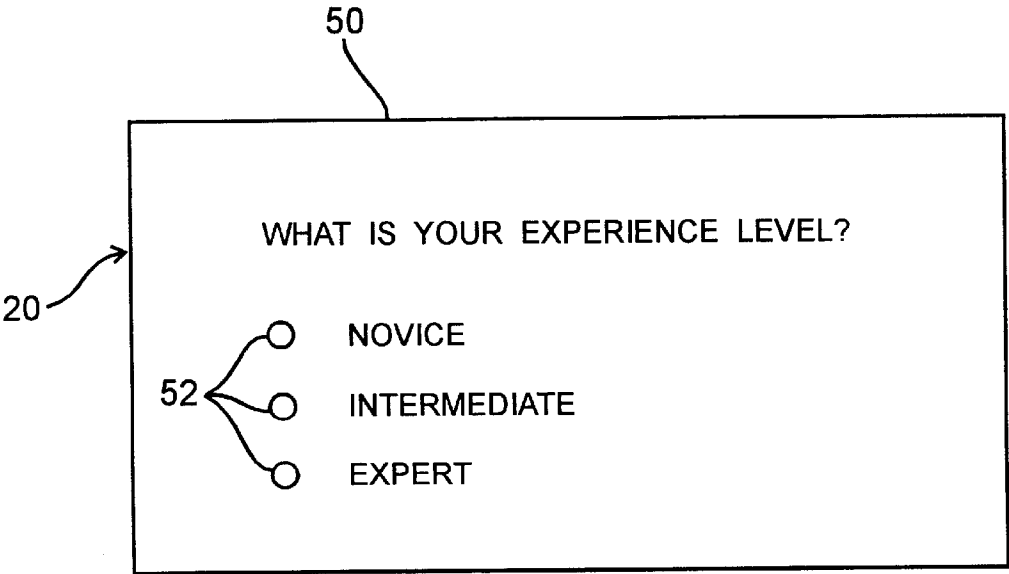 50
WHAT IS YOUR EXPERIENCE LEVEL?
20
NOVICE
52
INTERMEDIATE
EXPERT